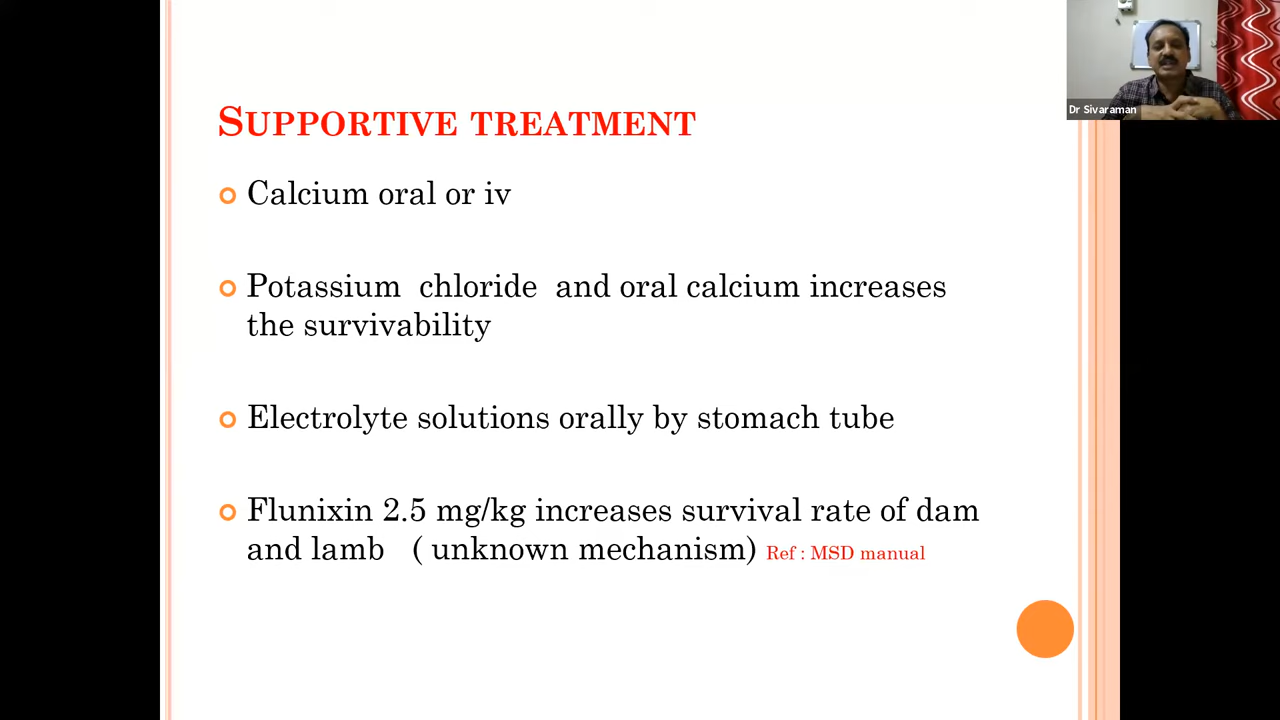 Dr Sivaraman
SUPPORTIVE TREATMENT
Calcium oral or iv
Potassium chloride and oral calcium increases
the survivability
Electrolyte solutions orally by stomach tube
Flunixin 2.5 mg/kg increases survival rate of dam
and lamb ( unknown mechanism) Ref : MSD manual